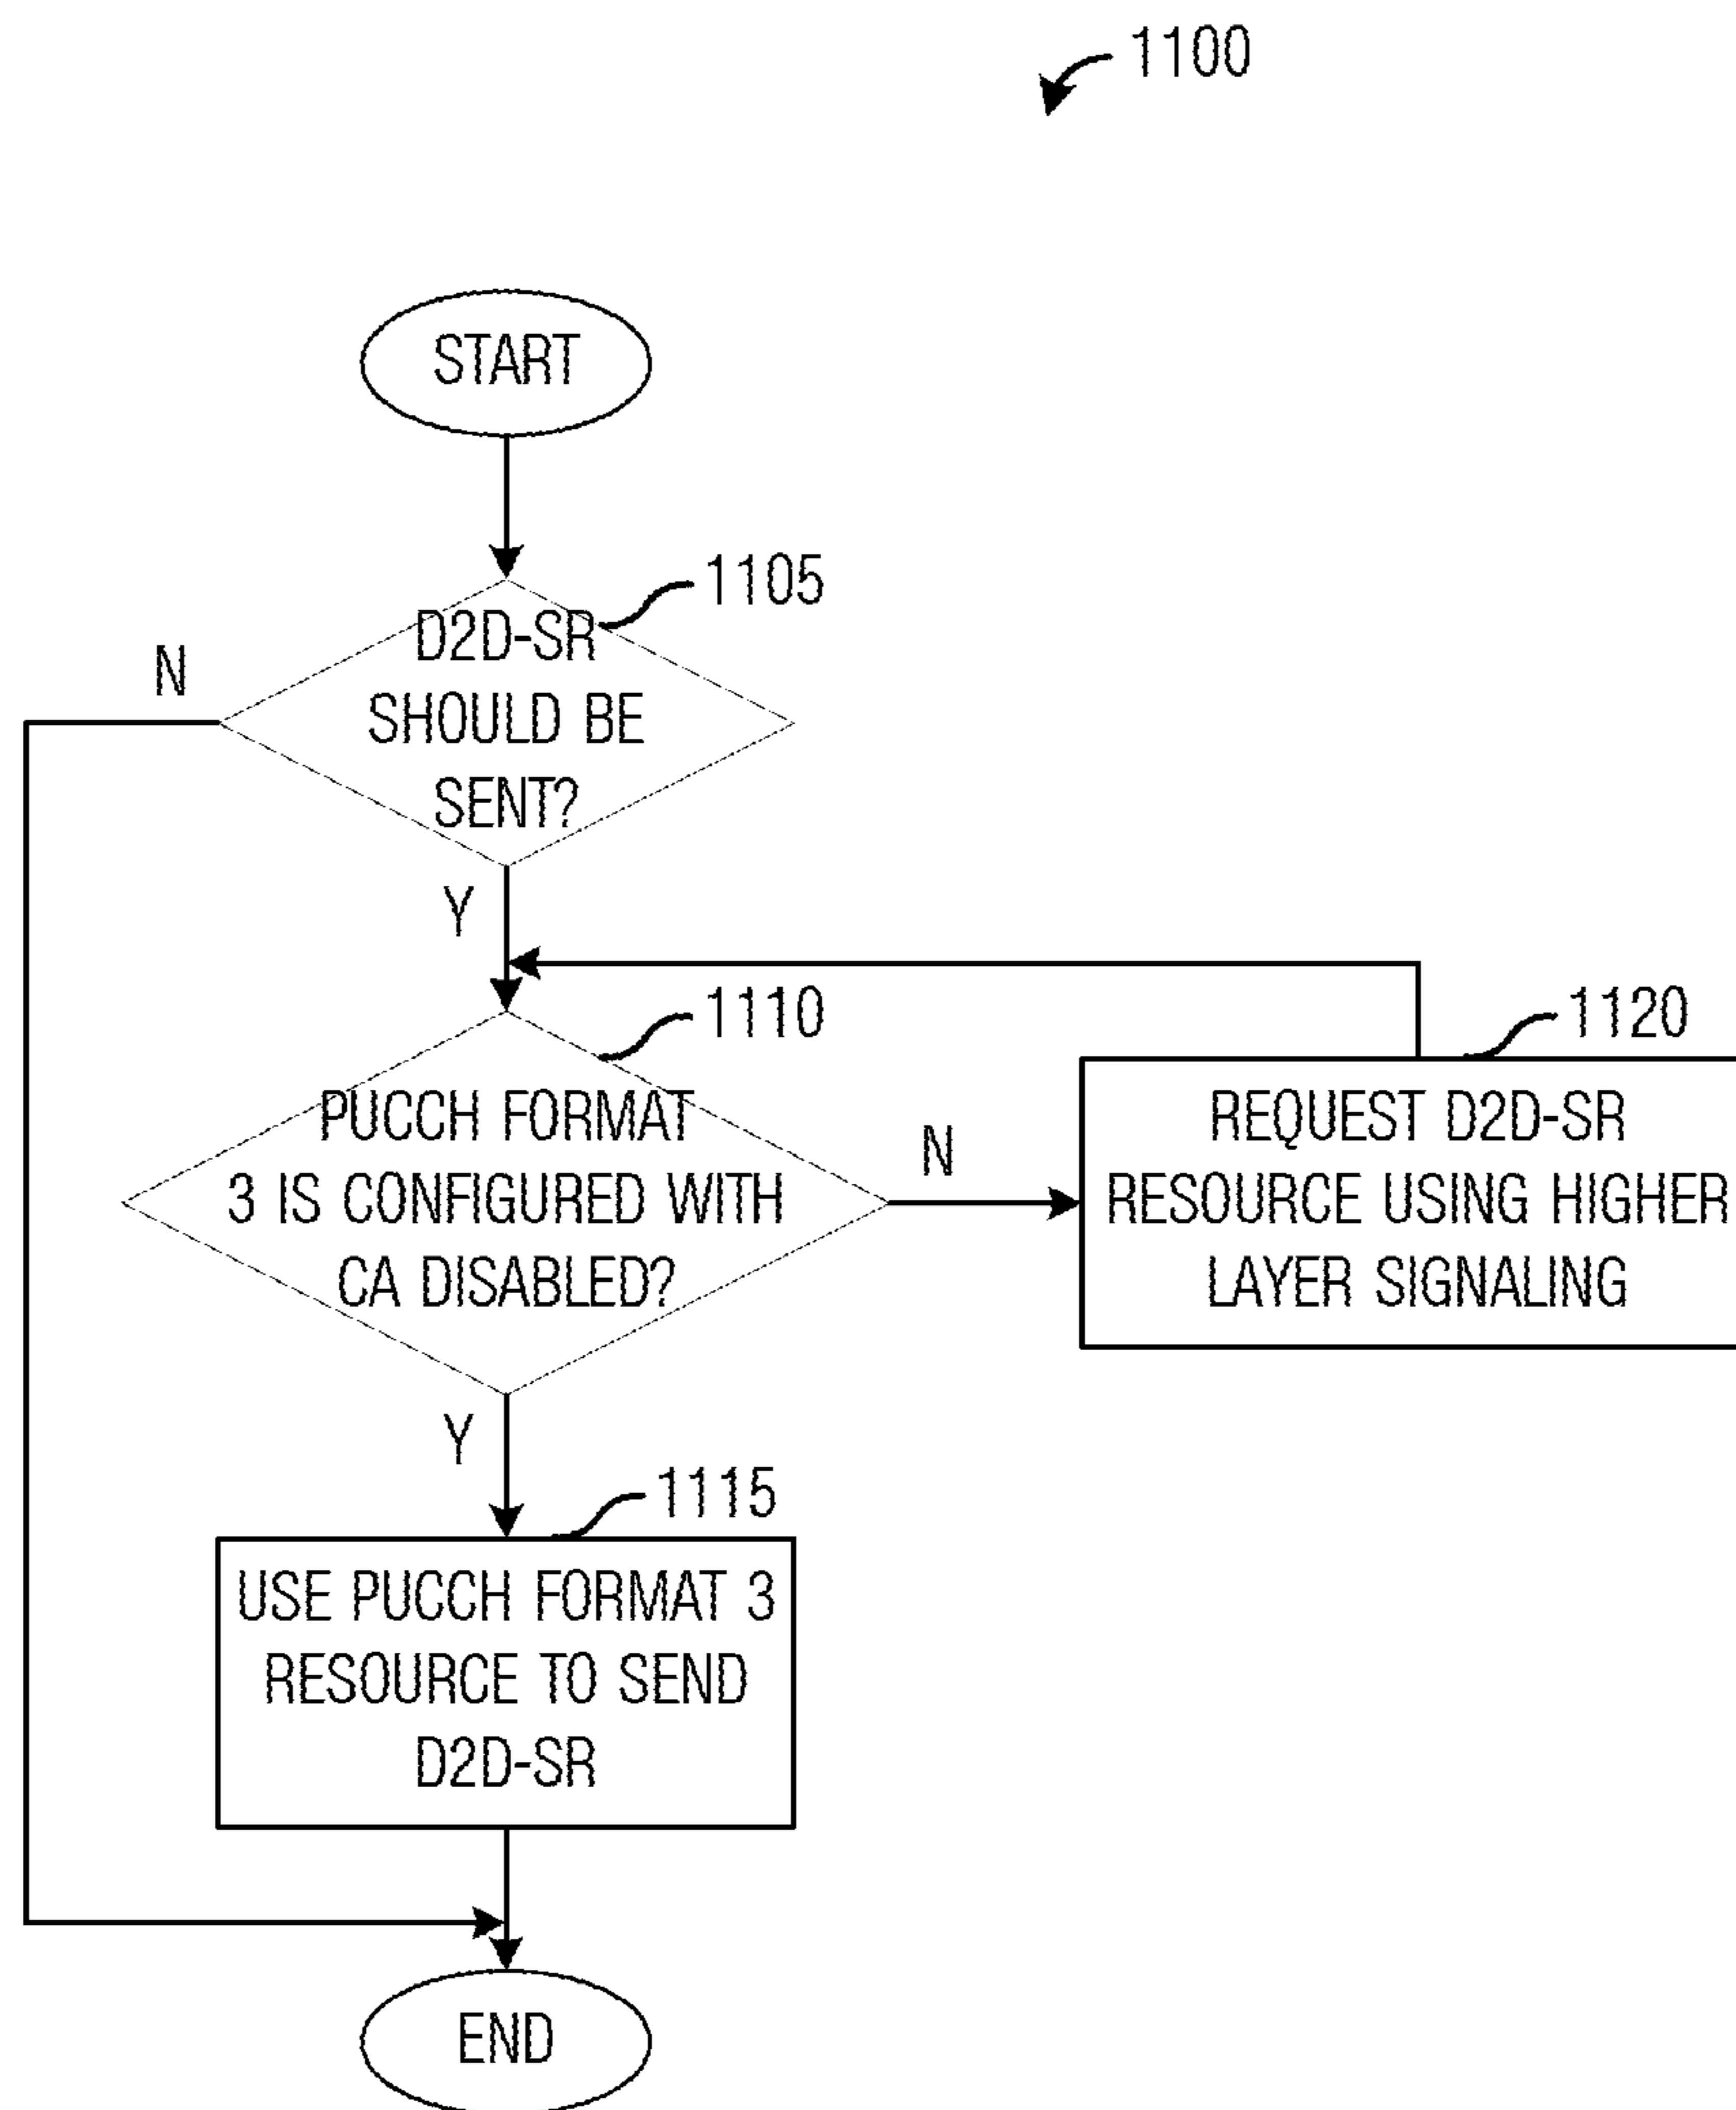 1100
START
1105
D2D-SR
SHOULD BE
SENT?
N
Y
1110
PUCCH FORMAT
3 IS CONFIGURED WITH
CA DISABLED?
N
1120
REQUEST D2D-SR
RESOURCE USING HIGHER
LAYER SIGNALING
Y
1115
USE PUCCH FORMAT 3
RESOURCE TO SEND
D2D-SR
END